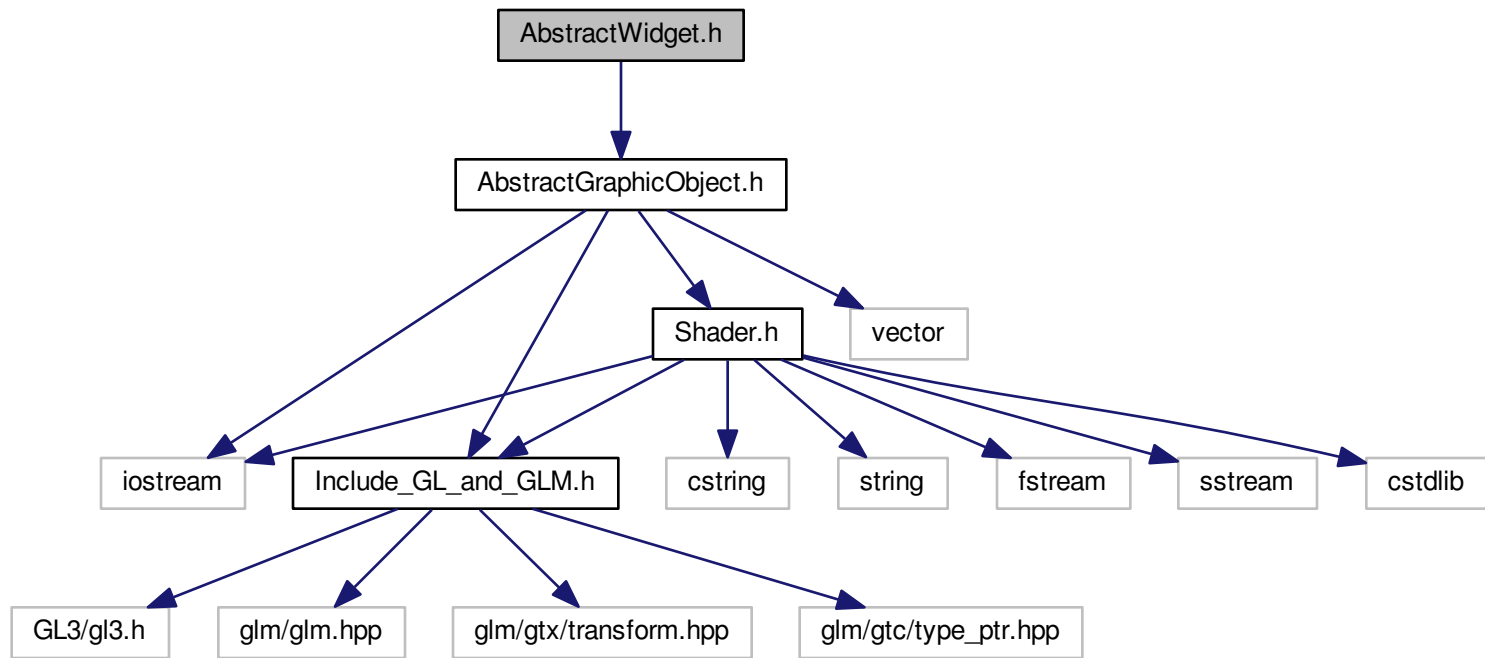 AbstractWidget.h
AbstractGraphicObject.h
Shader.h
vector
iostream
Include_GL_and_GLM.h
cstring
string
fstream
sstream
cstdlib
GL3/gl3.h
glm/glm.hpp
glm/gtx/transform.hpp
glm/gtc/type_ptr.hpp